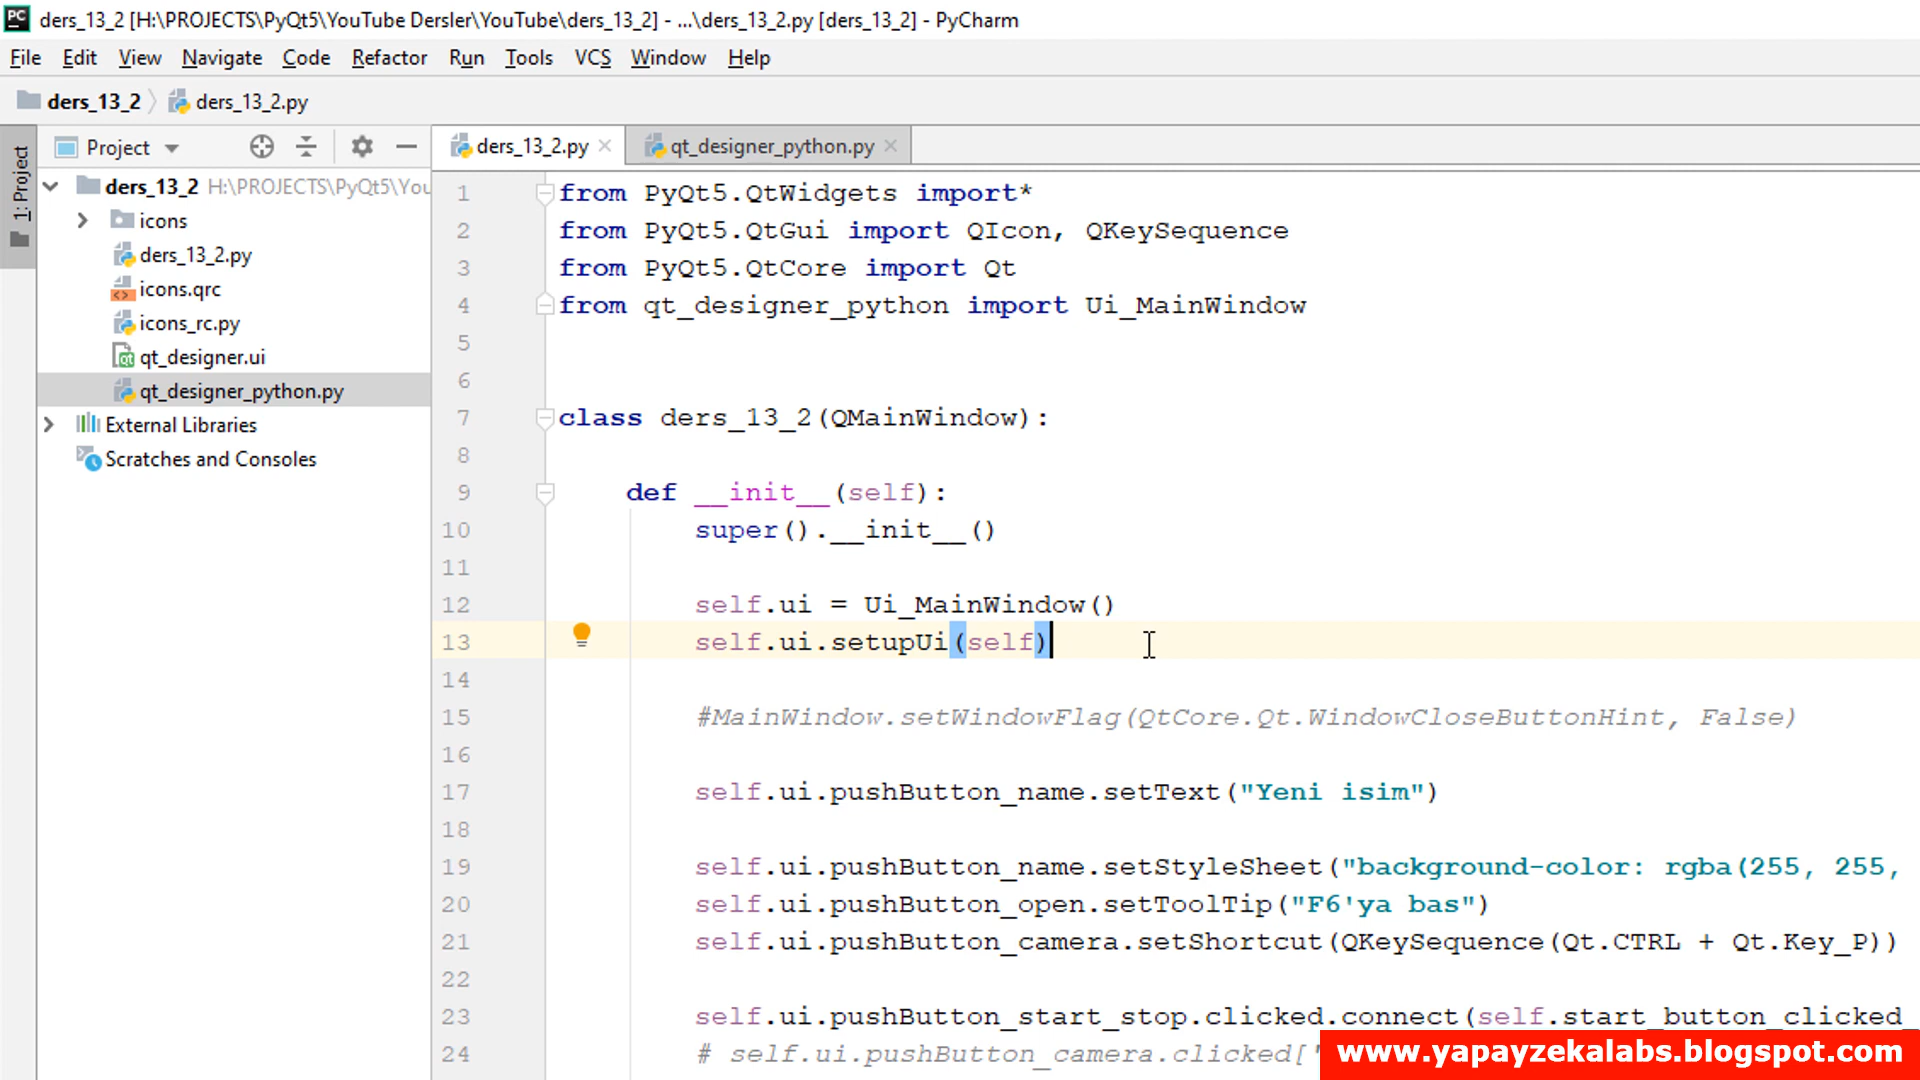 ders_13_2 [H:\PROJECTS\PyQt5\YouTube Dersler\YouTube\ders_13_2] - ...\ders_13_2.py [ders_13_2] - PyCharm
File Edit View Navigate Code Refactor Run Tools VCS Window Help
ders_13_2 ders_13_2.py
1: Project
Project
ders_13_2 H:\PROJECTS\PyQt5\You
icons
ders_13_2.py
icons.qrc
icons_rc.py
qt_designer.ui
qt_designer_python.py
External Libraries
Scratches and Consoles
ders_13_2.py qt_designer_python.py
1 from PyQt5.QtWidgets import*
2 from PyQt5.QtGui import QIcon, QKeySequence
3 from PyQt5.QtCore import Qt
4 from qt_designer_python import Ui_MainWindow
5
6
7 class ders_13_2(QMainWindow):
8
9 def __init__(self):
10 super().__init__()
11
12 self.ui = Ui_MainWindow()
13 self.ui.setupUi(self)
14
15 #MainWindow.setWindowFlag(QtCore.Qt.WindowCloseButtonHint, False)
16
17 self.ui.pushButton_name.setText("Yeni isim")
18
19 self.ui.pushButton_name.setStyleSheet("background-color: rgba(255, 255,
20 self.ui.pushButton_open.setToolTip("F6'ya bas")
21 self.ui.pushButton_camera.setShortcut(QKeySequence(Qt.CTRL + Qt.Key_P))
22
23 self.ui.pushButton_start_stop.clicked.connect(self.start_button_clicked
24 # self.ui.pushButton_camera.clicked['
www.yapayzekalabs.blogspot.com